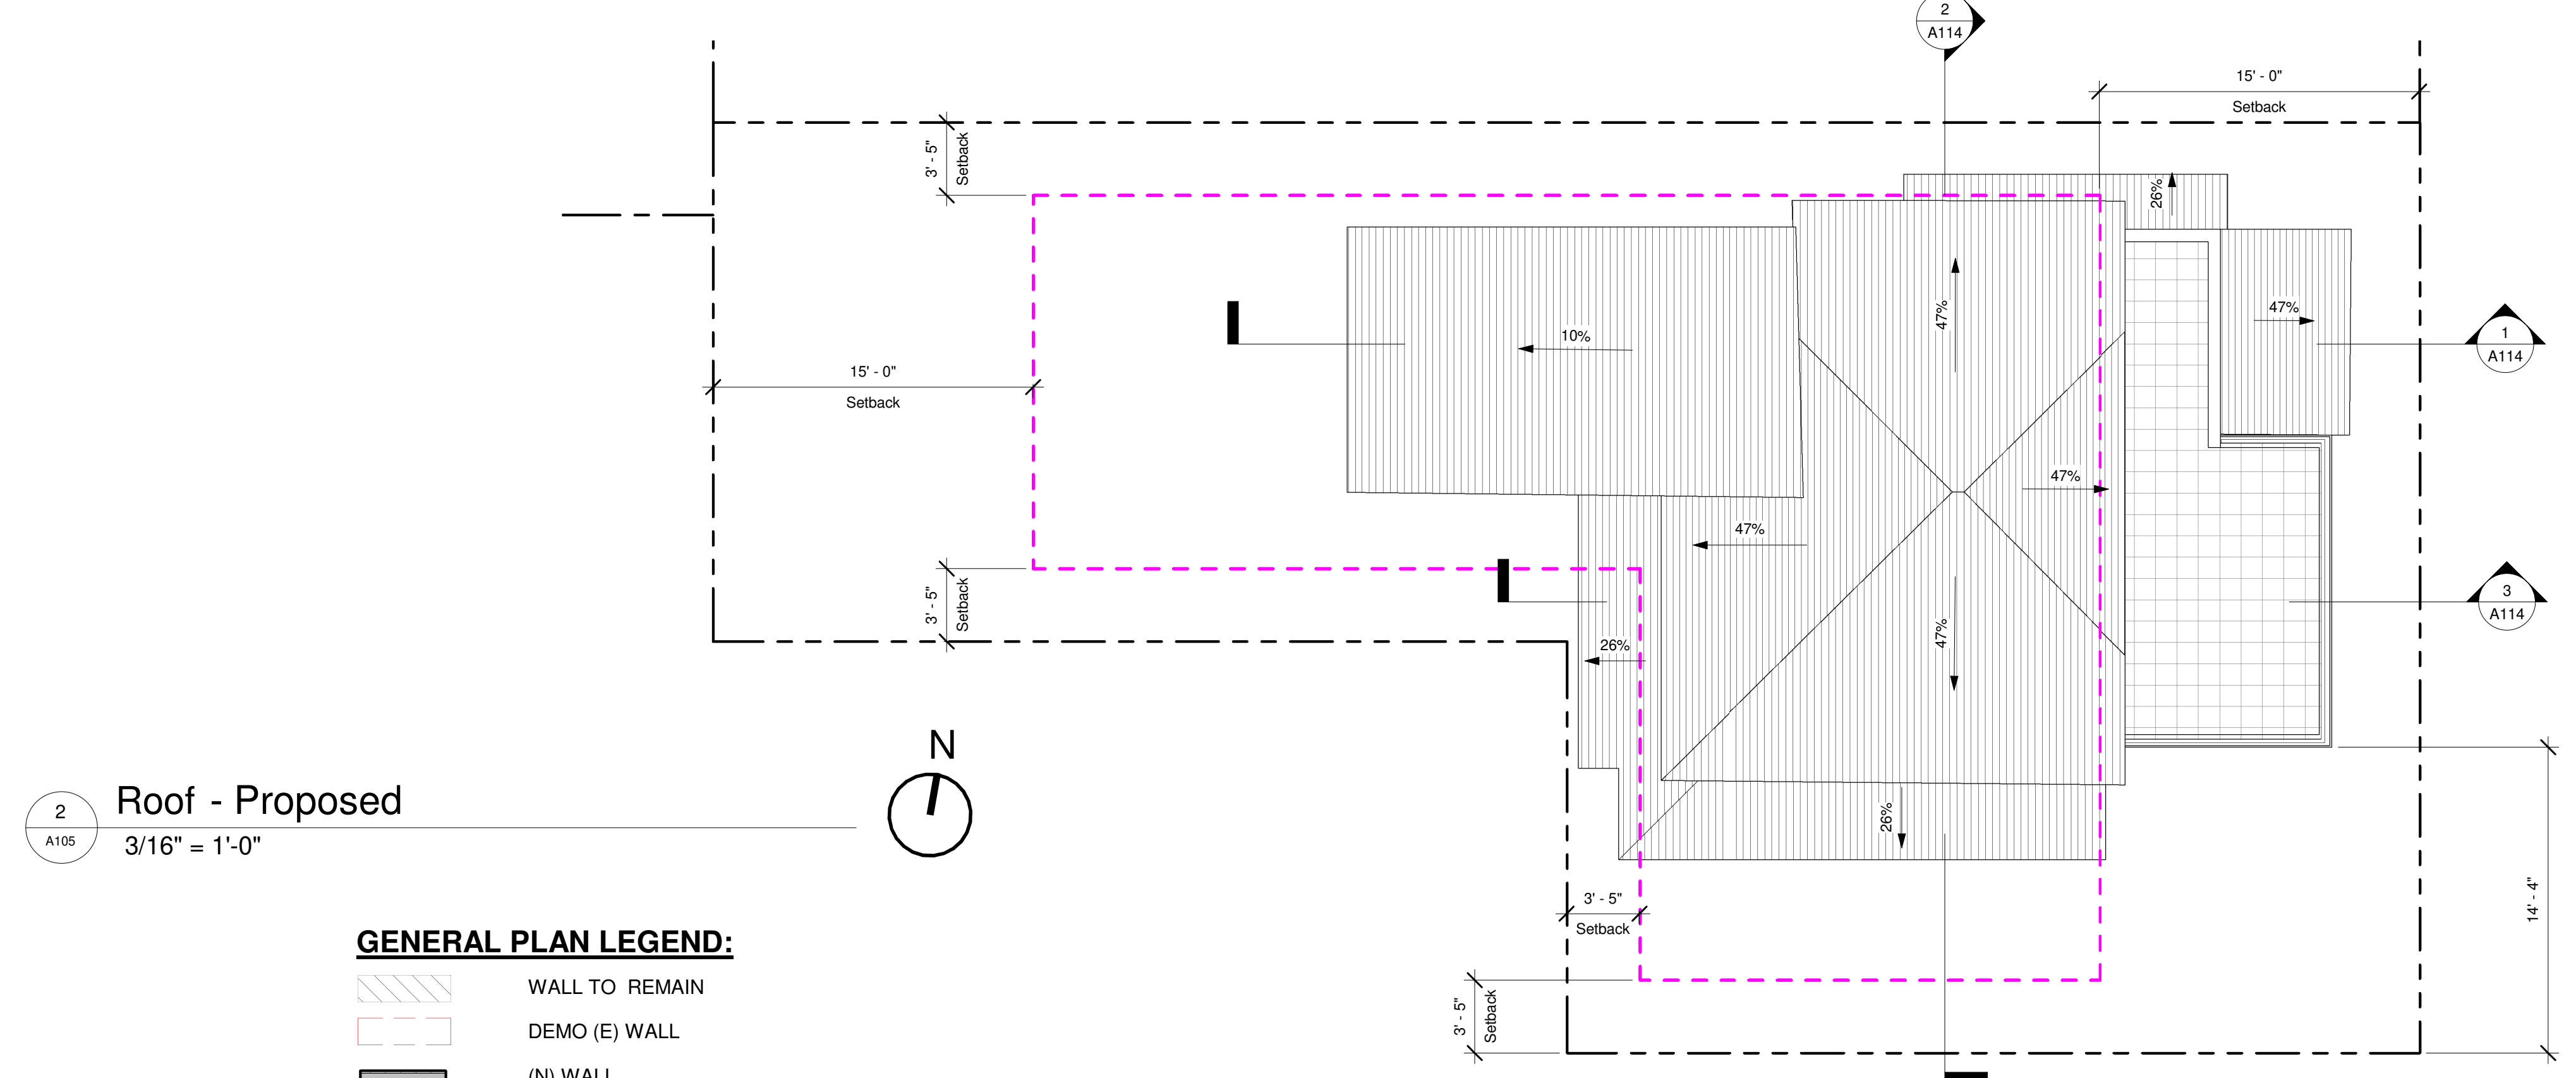 2
A114
15' - 0"
Setback
3' - 5"
Setback
26%
47%
47%
10%
1
A114
15' - 0"
Setback
47%
47%
3' - 5"
Setback
47%
3
A114
26%
N
2
A105
Roof - Proposed
3/16" = 1'-0"
26%
14' - 4"
3' - 5"
Setback
GENERAL PLAN LEGEND:
WALL TO REMAIN
3' - 5"
Setback
DEMO (E) WALL
(N) WALL